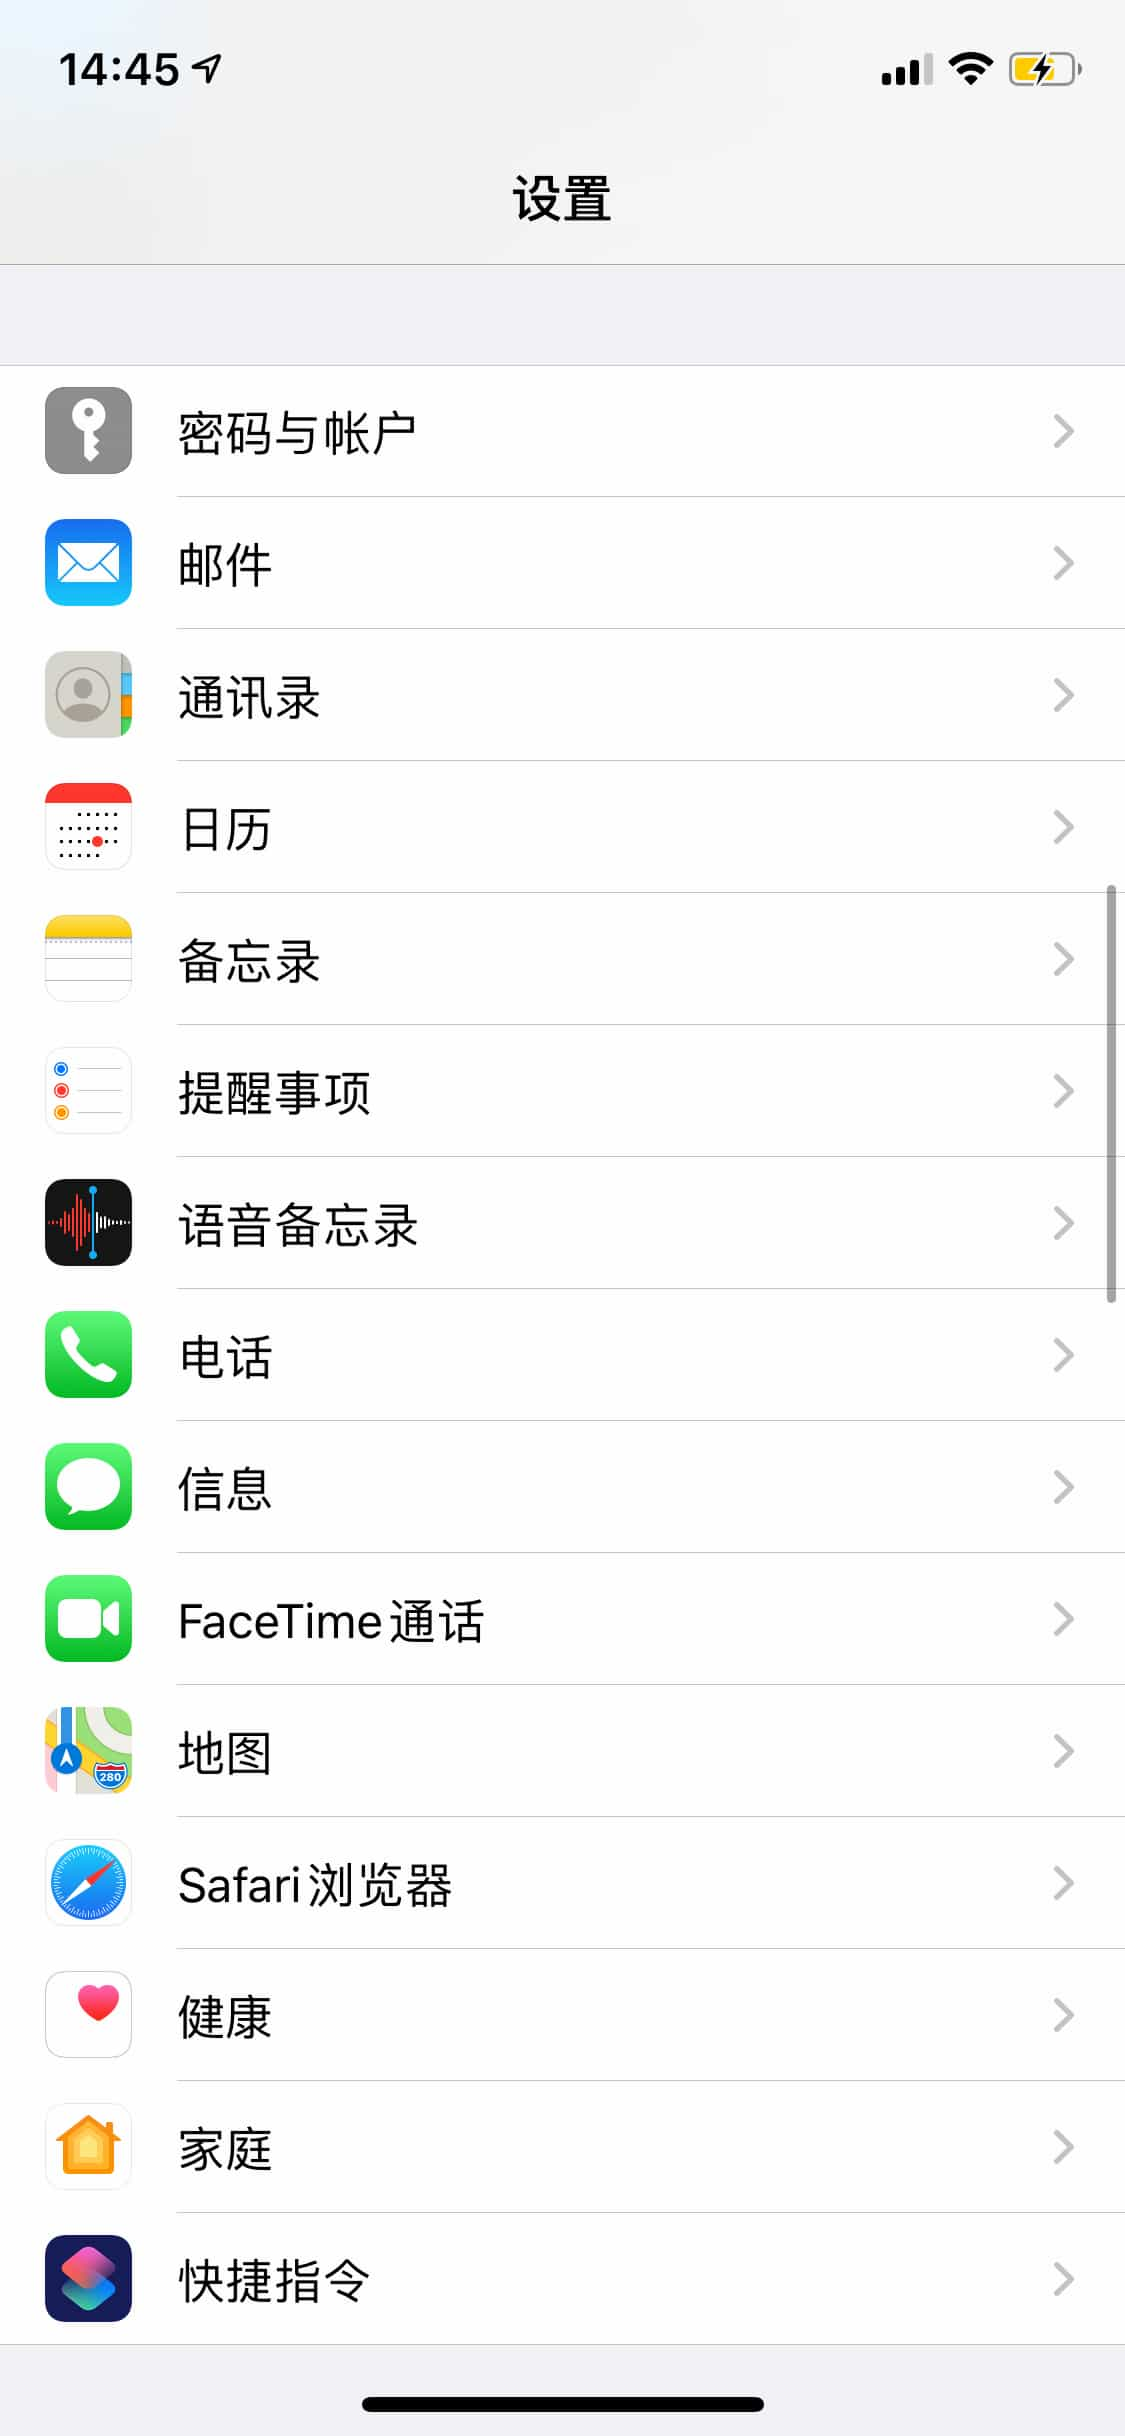 14:45
设置
密码与帐户
邮件
通讯录
日历
备忘录
提醒事项
语音备忘录
电话
信息
FaceTime通话
地图
280
Safari浏览器
健康
家庭
快捷指令